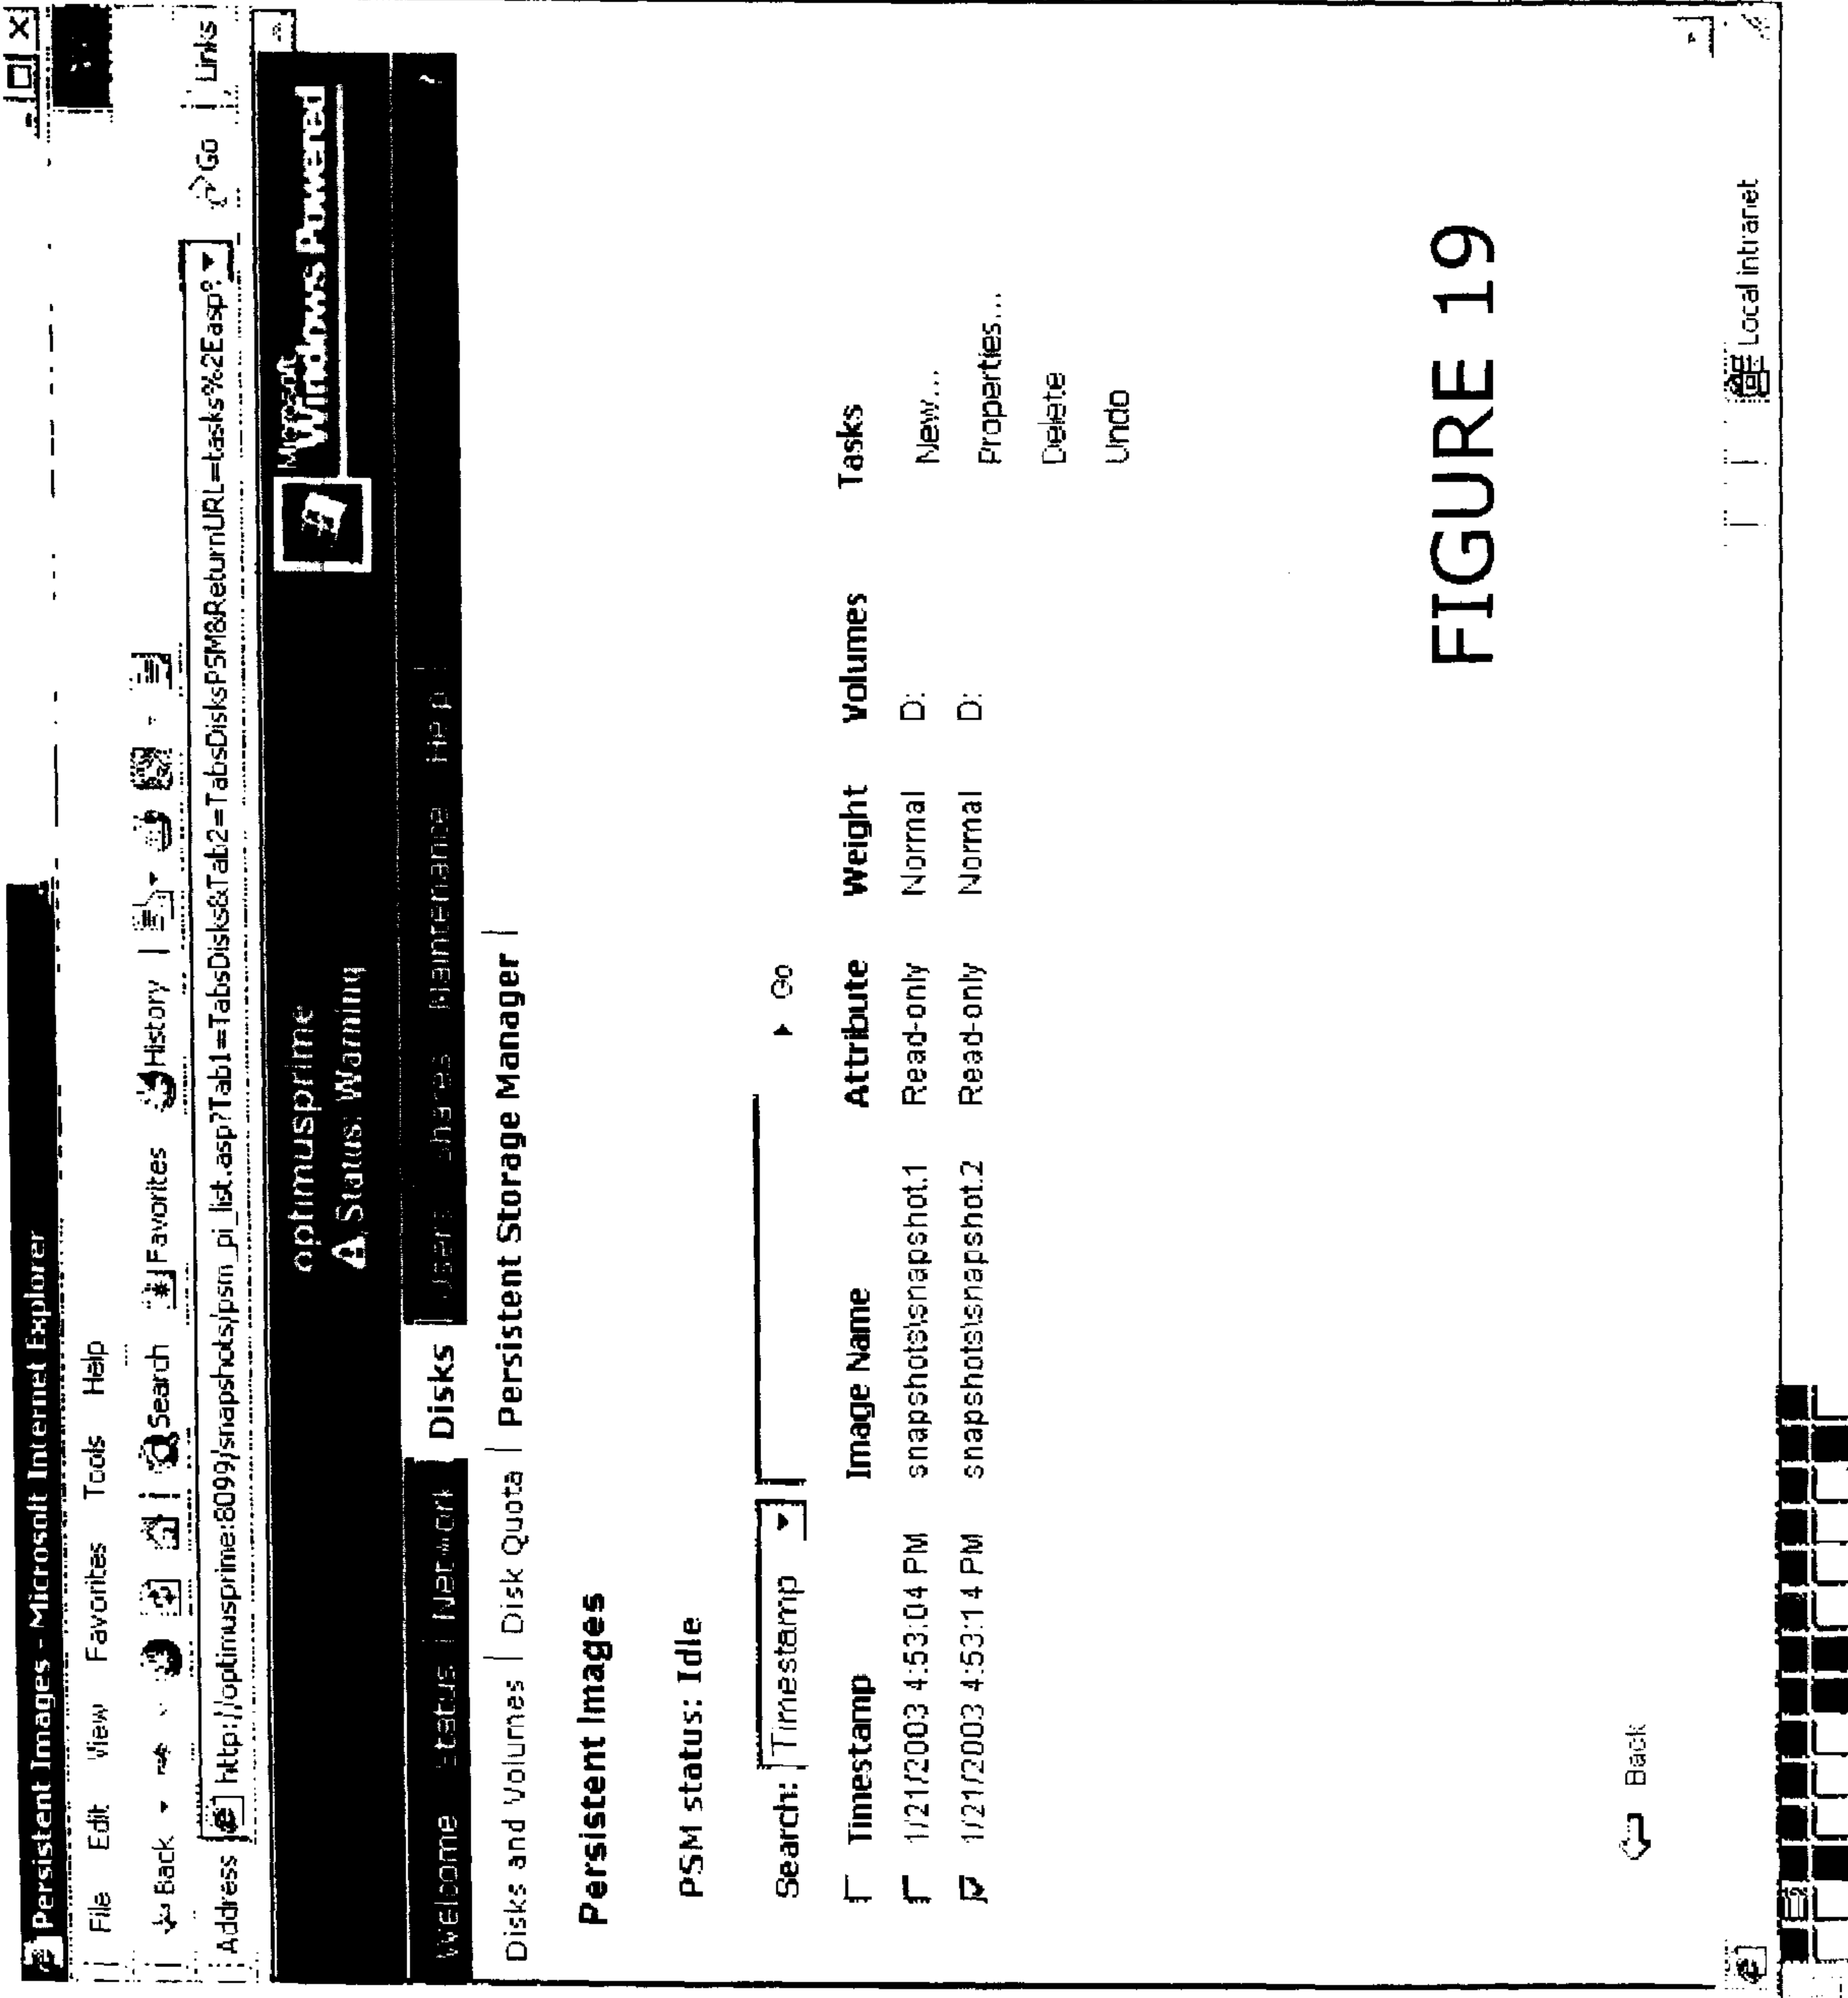 Persistent Images - Microsoft Internet Explorer
File Edit View Favorites Tools Help
Back Search Favorites History
Address http://optimusprime:8099/snapshots/psm_pi_list.asp?Tab1=TabsDisks&Tab2=TabsDisksPSM&ReturnURL=tasks%2Easp? Go Links
optimusprime
Status: Warning
Microsoft
Windows Powered
Welcome Status Network Disks Users Shares Maintenance Help ?
Disks and Volumes | Disk Quota | Persistent Storage Manager |
Persistent Images
PSM status: Idle
Search: Timestamp Go
Timestamp Image Name Attribute Weight Volumes Tasks
1/21/2003 4:53:04 PM snapshots\snapshot.1 Read-only Normal D: New...
1/21/2003 4:53:14 PM snapshots\snapshot.2 Read-only Normal D: Properties...
Delete
Undo
FIGURE 19
Back
Local intranet